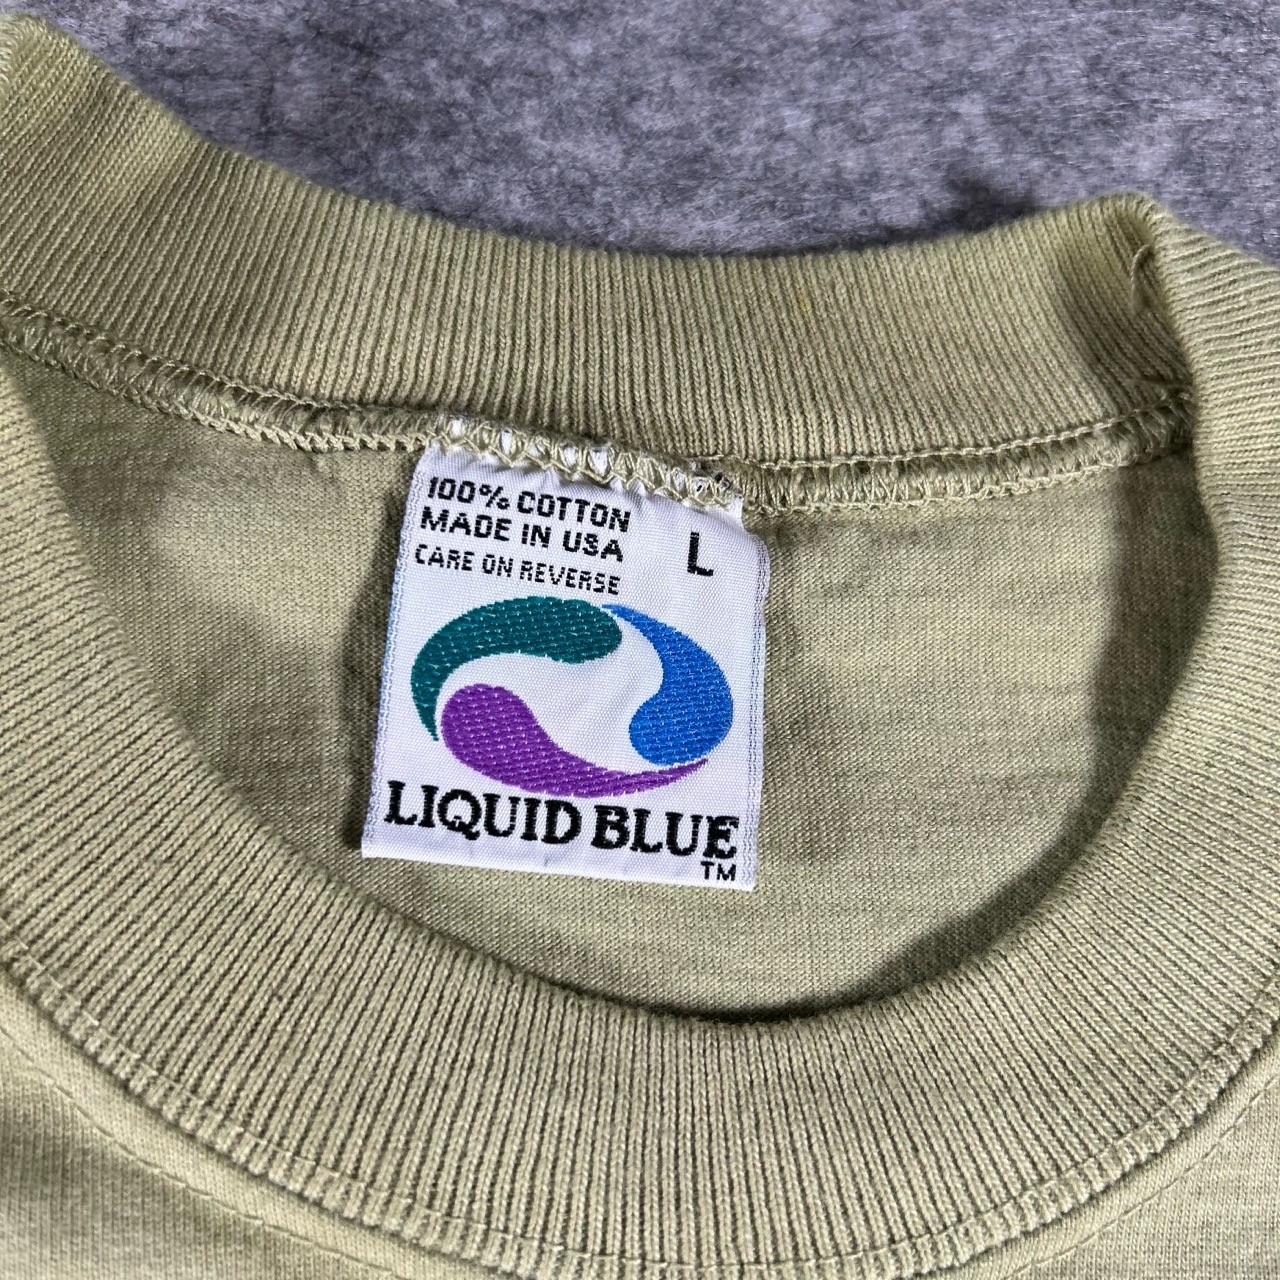 100% COTTON
MADE IN USA
CARE ON REVERSE
L
LIQUID BLUE
TM